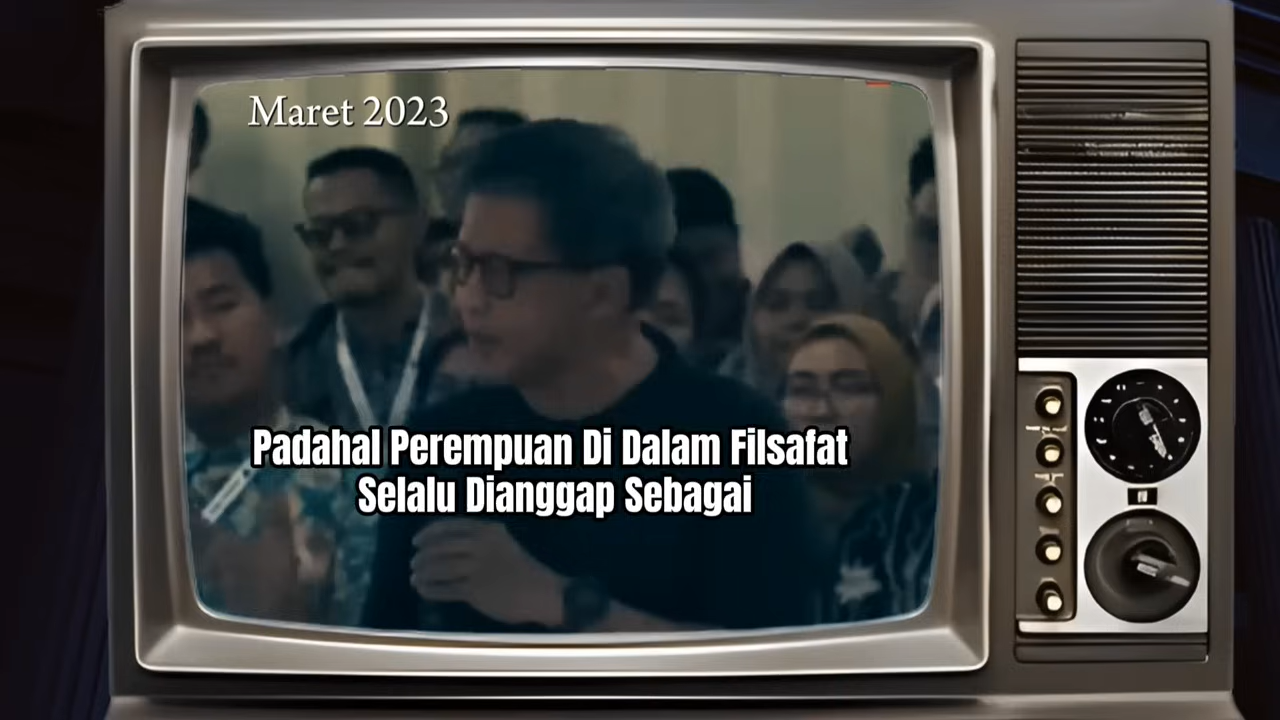 Maret 2023
Padahal Perempuan Di Dalam Filsafat
Selalu Dianggap Sebagai